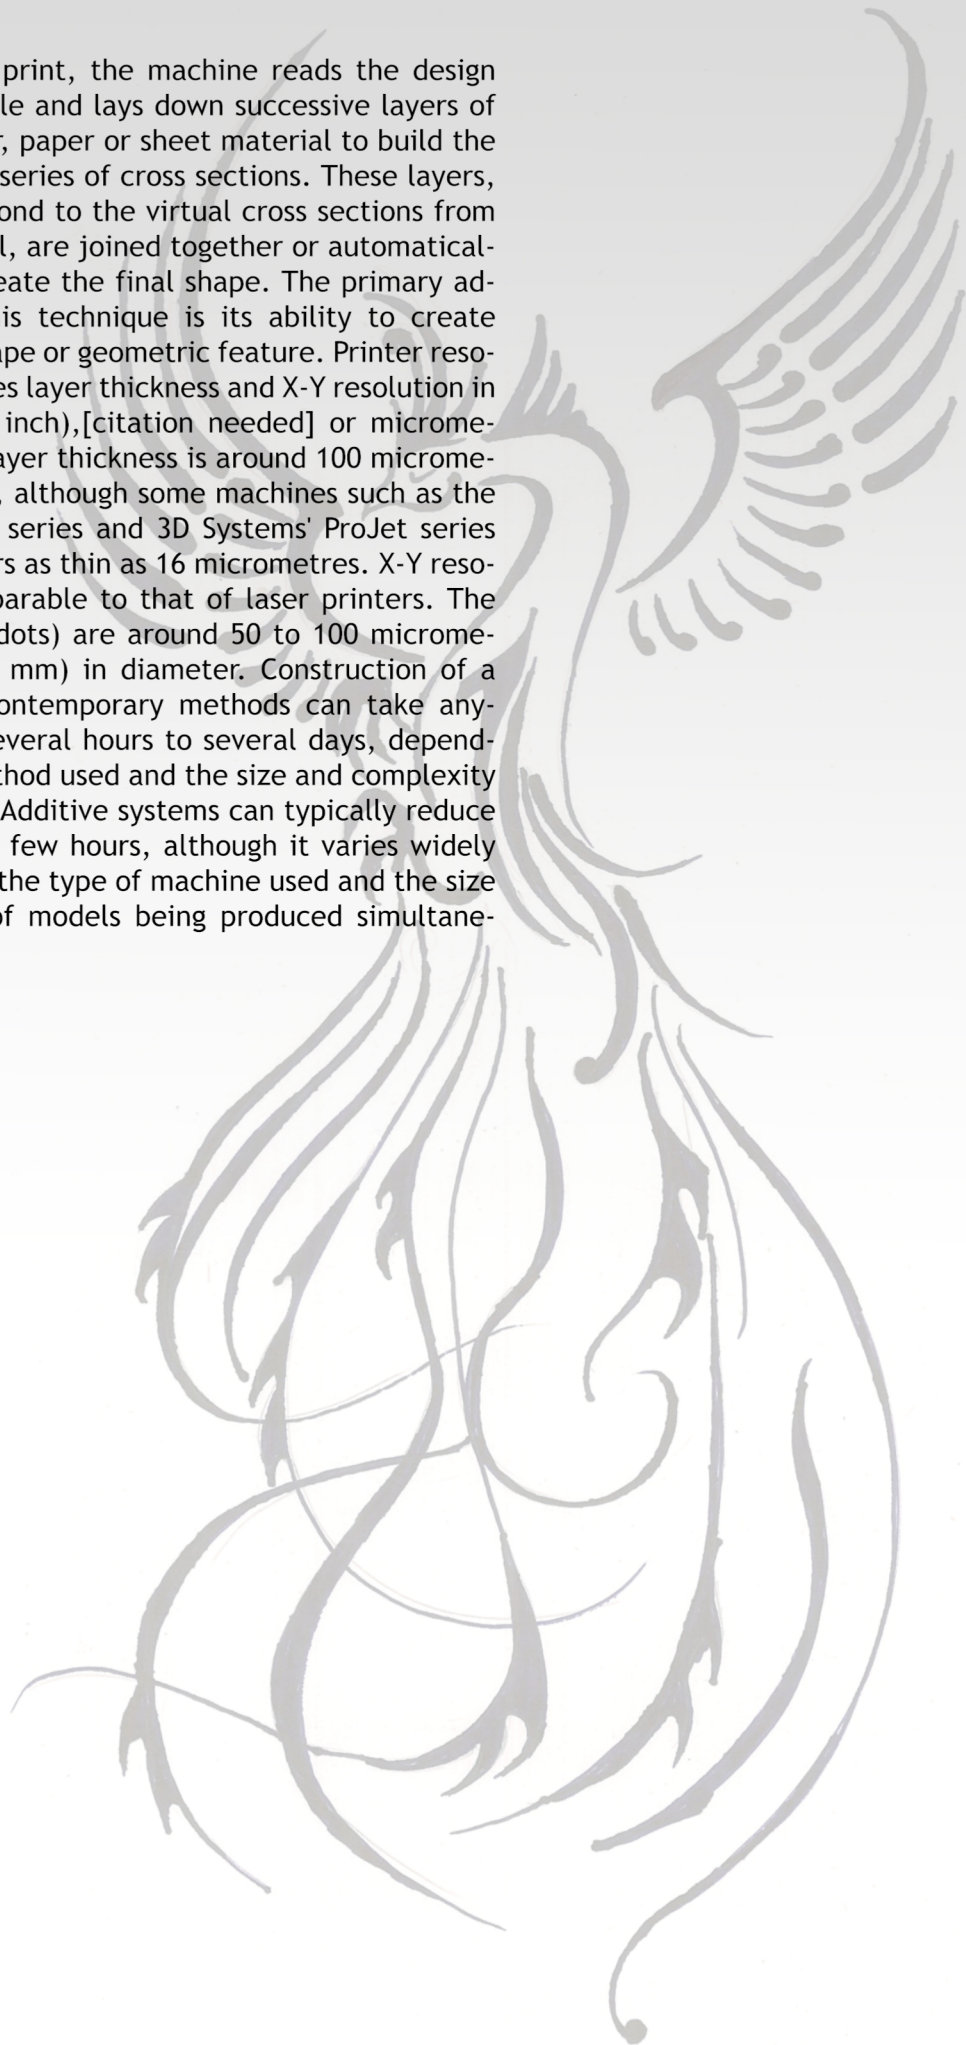 print, the machine reads the design
le and lays down successive layers of
, paper or sheet material to build the
series of cross sections. These layers,
ond to the virtual cross sections from
l, are joined together or automatical-
eate the final shape. The primary ad-
is technique is its ability to create
ape or geometric feature. Printer reso-
es layer thickness and X-Y resolution in
inch),[citation needed] or microme-
ayer thickness is around 100 microme-
, although some machines such as the
series and 3D Systems' ProJet series
rs as thin as 16 micrometres. X-Y reso-
parable to that of laser printers. The
dots) are around 50 to 100 microme-
mm) in diameter. Construction of a
ontemporary methods can take any-
everal hours to several days, depend-
thod used and the size and complexity
Additive systems can typically reduce
few hours, although it varies widely
the type of machine used and the size
of models being produced simultane-